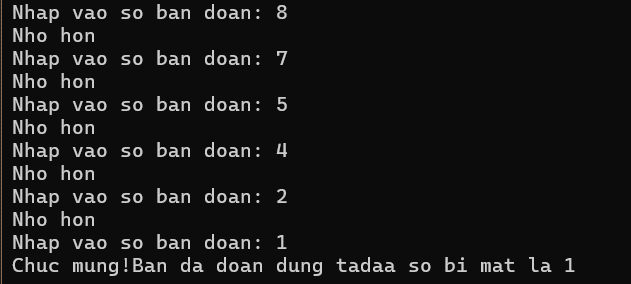 Nhap vao so ban doan: 8
Nho hon
Nhap vao so ban doan: 7
Nho hon
Nhap vao so ban doan: 5
Nho hon
Nhap vao so ban doan: 4
Nho hon
Nhap vao so ban doan: 2
Nho hon
Nhap vao so ban doan: 1
Chuc mung!Ban da doan dung tadaa so bi mat la 1